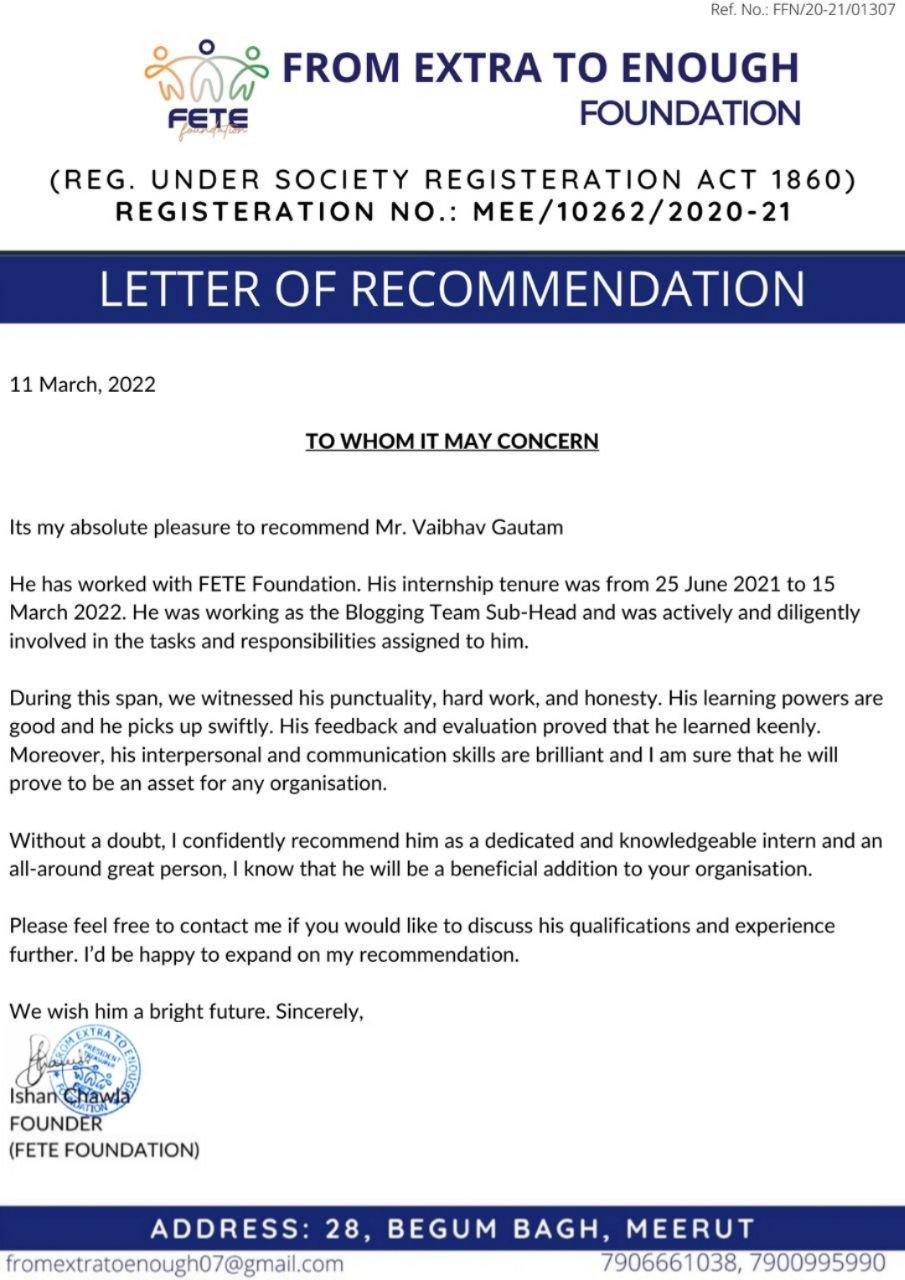 Ref. No.: FFN/20-21/01307
FROM EXTRA TO ENOUGH
FETE
foundation
FOUNDATION
(REG. UNDER SOCIETY REGISTERATION ACT 1860)
REGISTERATION NO.: MEE/10262/2020-21
LETTER OF RECOMMENDATION
11 March, 2022
TO WHOM IT MAY CONCERN
Its my absolute pleasure to recommend Mr. Vaibhav Gautam
He has worked with FETE Foundation. His internship tenure was from 25 June 2021 to 15
March 2022. He was working as the Blogging Team Sub-Head and was actively and diligently
involved in the tasks and responsibilities assigned to him.
During this span, we witnessed his punctuality, hard work, and honesty. His learning powers are
good and he picks up swiftly. His feedback and evaluation proved that he learned keenly.
Moreover, his interpersonal and communication skills are brilliant and I am sure that he will
prove to be an asset for any organisation.
Without a doubt, I confidently recommend him as a dedicated and knowledgeable intern and an
all-around great person, I know that he will be a beneficial addition to your organisation.
Please feel free to contact me if you would like to discuss his qualifications and experience
further. I'd be happy to expand on my recommendation.
We wish him a bright future. Sincerely,
FROM EXTRA TO ENOUGH
PRESIDENT
FOUNDATION
Ishan Chawla
FOUNDER
(FETE FOUNDATION)
ADDRESS: 28, BEGUM BAGH, MEERUT
fromextratoenough07@gmail.com
7906661038, 7900995990